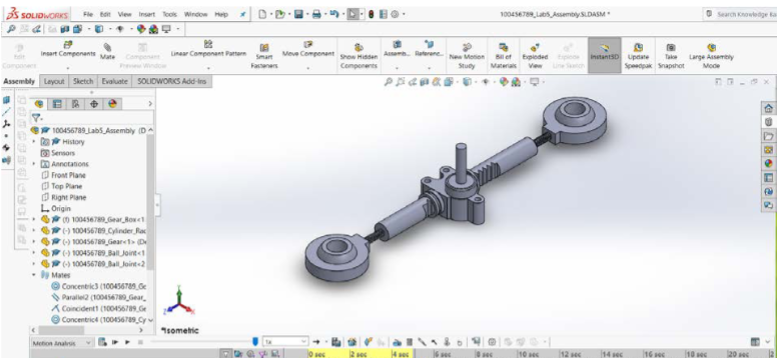 SOLIDWORKS File Edit View Insert Tools Window Help 100456789_Lab5_Assembly.SLDASM * Search Knowledge Ba
Edit Component Insert Components Mate Component Preview Window Linear Component Pattern Smart Fasteners Move Component Show Hidden Components Assemb... Referenc... New Motion Study Bill of Materials Exploded View Explode Line Sketch Instant3D Update Speedpak Take Snapshot Large Assembly Mode
Assembly Layout Sketch Evaluate SOLIDWORKS Add-Ins
100456789_Lab5_Assembly (D
History
Sensors
Annotations
Front Plane
Top Plane
Right Plane
Origin
(f) 100456789_Gear_Box<1
(-) 100456789_Cylinder_Rac
(-) 100456789_Gear<1> (De
(-) 100456789_Ball_Joint<1
(-) 100456789_Ball_Joint<2
Mates
Concentric3 (100456789_Ge
Parallel2 (100456789_Gear_
Coincident1 (100456789_Ge
Concentric4 (100456789_Cy
*Isometric
Motion Analysis 1x
0 sec 2 sec 4 sec 6 sec 8 sec 10 sec 12 sec 14 sec 16 sec 18 sec 20 sec